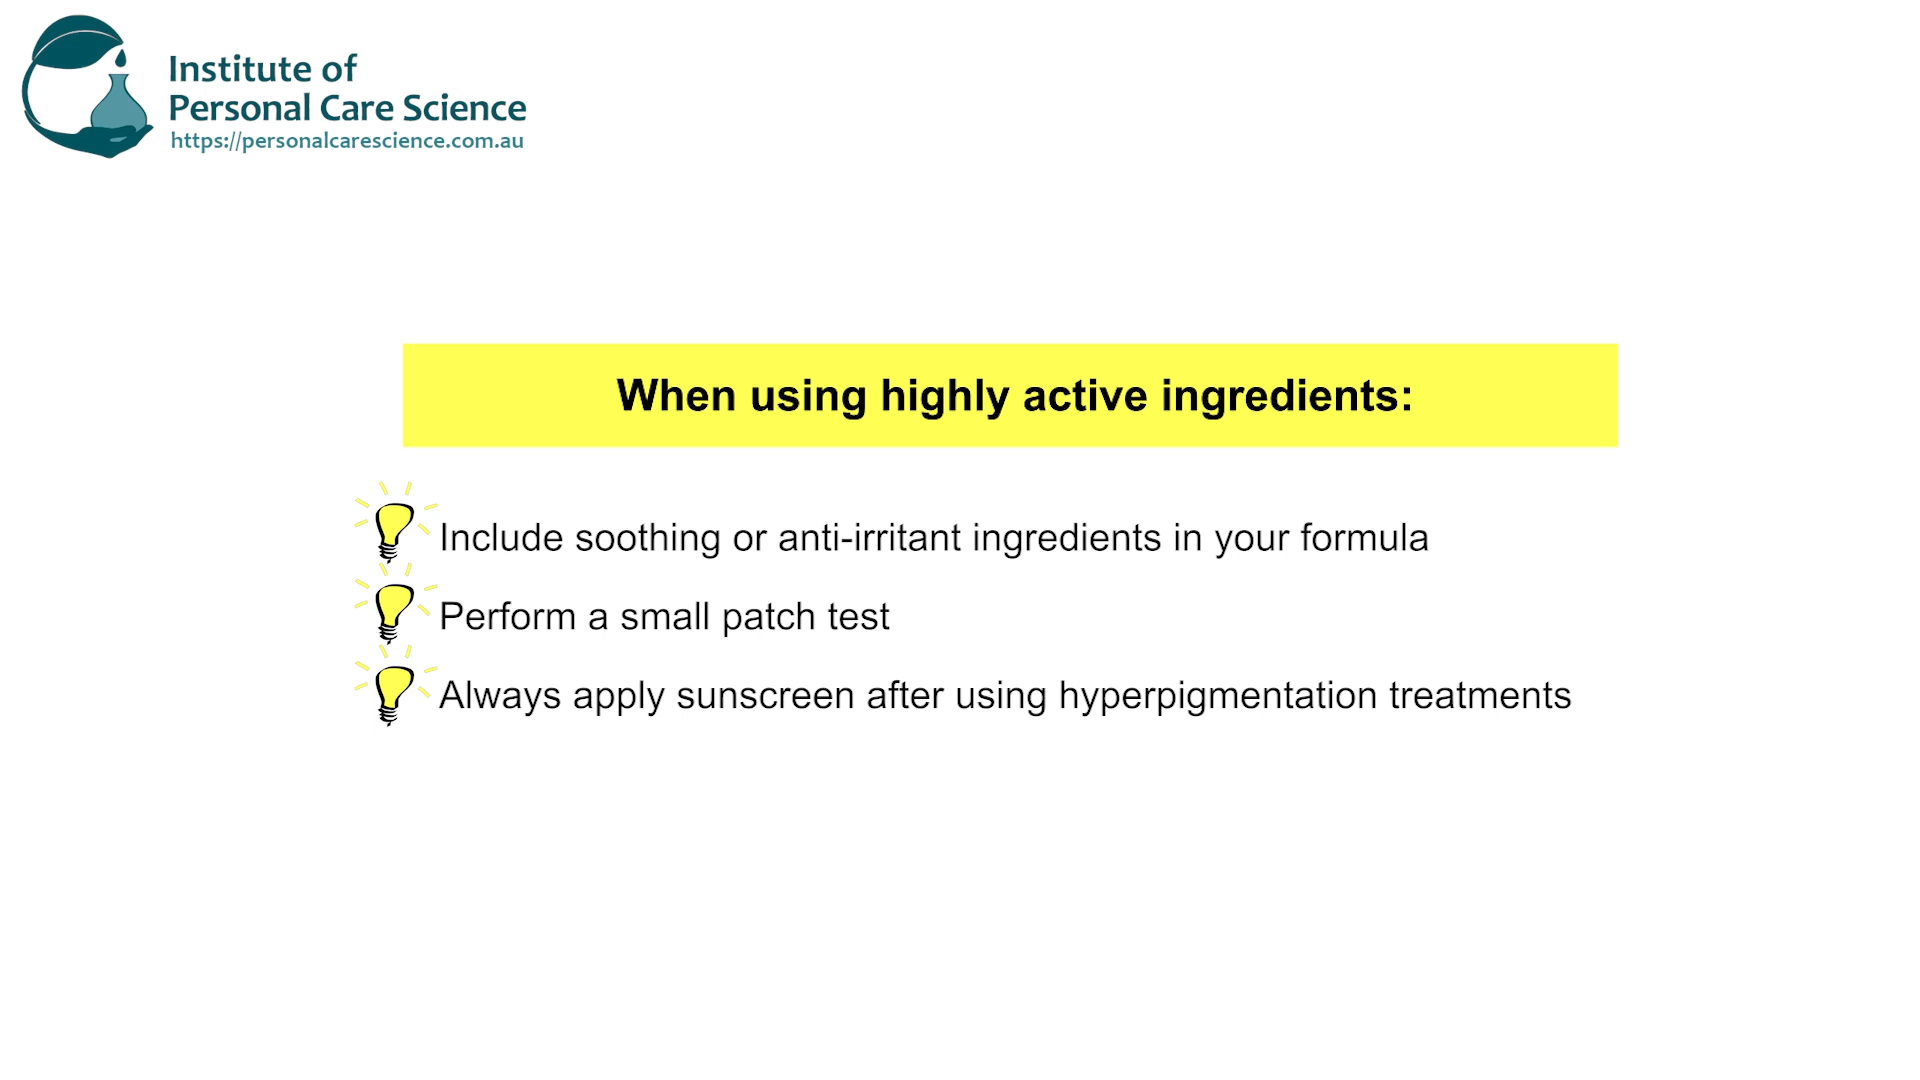 Institute of
Personal Care Science
https://personalcarescience.com.au
When using highly active ingredients:
Include soothing or anti-irritant ingredients in your formula
Perform a small patch test
Always apply sunscreen after using hyperpigmentation treatments